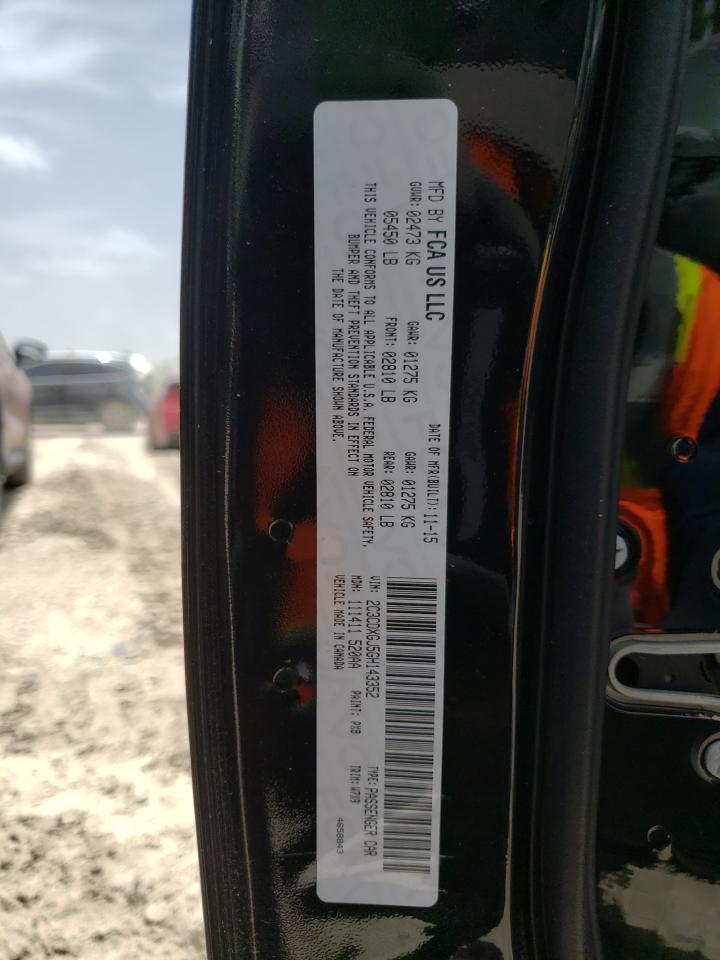 MFD BY FCA US LLC
DATE OF MFR(BUILT): 11-15
GVWR: 02473 KG
GAWR: 01275 KG
GAWR: 01275 KG
05450 LB
FRONT: 02810 LB
REAR: 02810 LB
THIS VEHICLE CONFORMS TO ALL APPLICABLE U.S.A. FEDERAL MOTOR VEHICLE SAFETY,
BUMPER AND THEFT PREVENTION STANDARDS IN EFFECT ON
THE DATE OF MANUFACTURE SHOWN ABOVE.
VIN: 2C3CDXGJ5GH143352
TYPE: PASSENGER CAR
MDH: 111411 520AA
PAINT: PX8
TRIM: W7X9
VEHICLE MADE IN CANADA
4658843